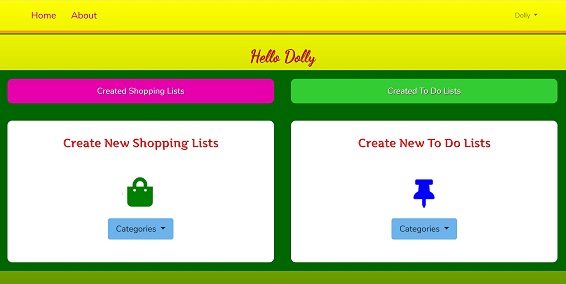 Home About Dolly
Hello Dolly
Created Shopping Lists Created To Do Lists
Create New Shopping Lists Create New To Do Lists
Categories Categories